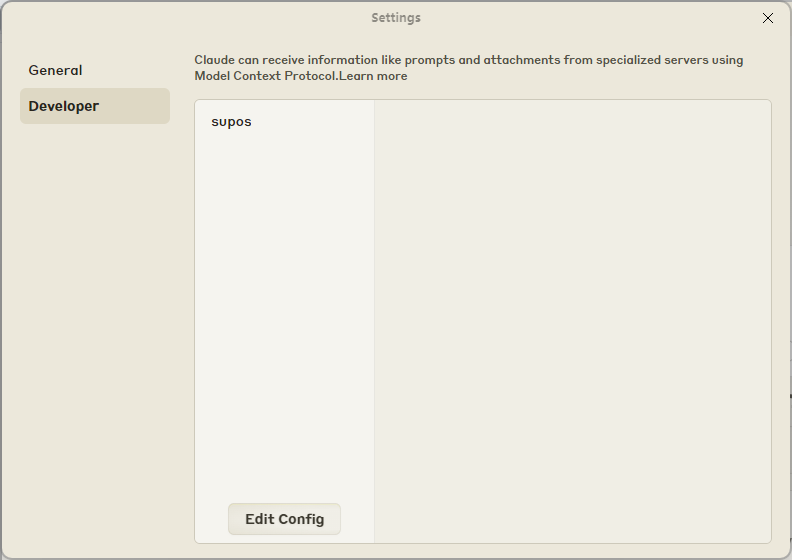 Settings
General
Developer
Claude can receive information like prompts and attachments from specialized servers using
Model Context Protocol.Learn more
supos
Edit Config